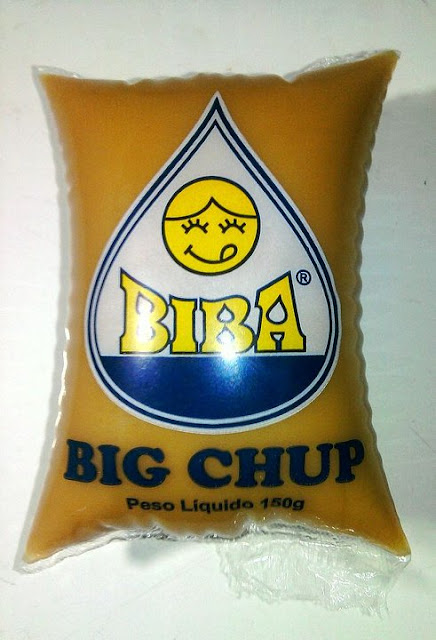 BIBA ®
BIG CHUP
Peso Líquido 150g